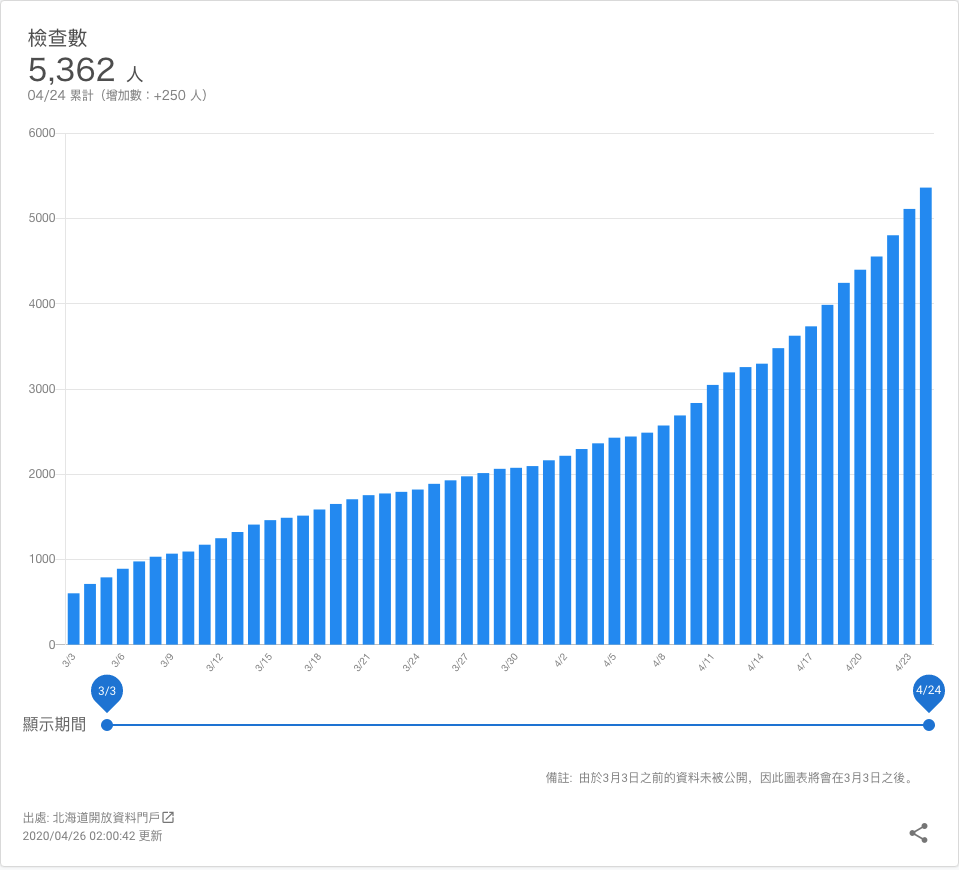 檢查數
5,362 人
04/24 累計（增加數：+250 人）
6000
5000
4000
3000
2000
1000
0
3/3 3/6 3/9 3/12 3/15 3/18 3/21 3/24 3/27 3/30 4/2 4/5 4/8 4/11 4/14 4/17 4/20 4/23
3/3 4/24
顯示期間
備註: 由於3月3日之前的資料未被公開，因此圖表將會在3月3日之後。
出處: 北海道開放資料門戶
2020/04/26 02:00:42 更新